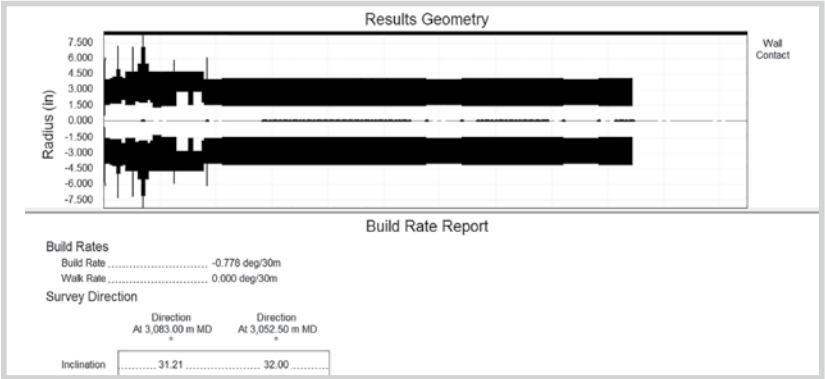 Results Geometry
Wall
Contact
7.500
6.000
4.500
3.000
1.500
0.000
-1.500
-3.000
-4.500
-6.000
-7.500
Radius (in)
Build Rate Report
Build Rates
Build Rate ........................ -0.778 deg/30m
Walk Rate ........................ 0.000 deg/30m
Survey Direction
Direction Direction
At 3,083.00 m MD At 3,052.50 m MD
° °
Inclination ........... 31.21 ................ 32.00 ...........